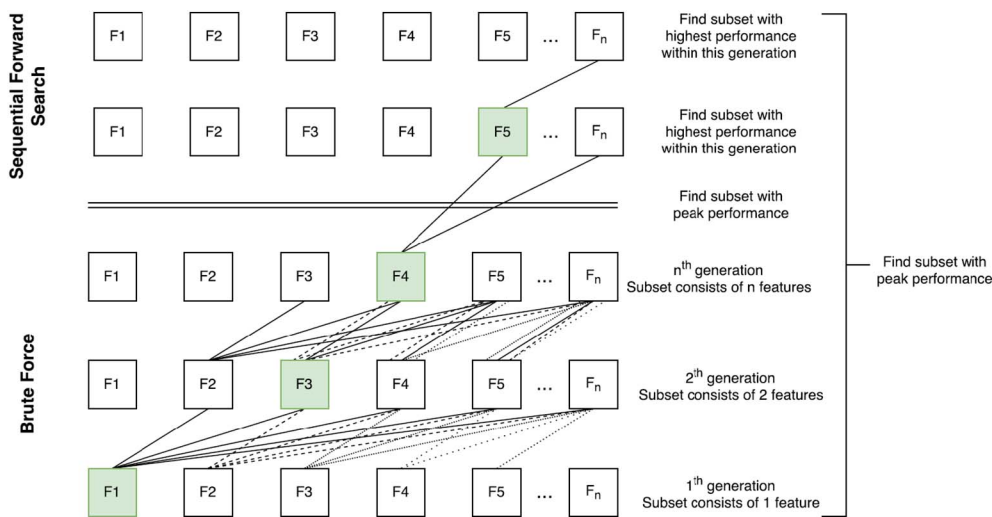 Sequential Forward
Search
F1 F2 F3 F4 F5 ... Fn
Find subset with
highest performance
within this generation
F1 F2 F3 F4 F5 ... Fn
Find subset with
highest performance
within this generation
Find subset with
peak performance
Find subset with
peak performance
Brute Force
F1 F2 F3 F4 F5 ... Fn
nth generation
Subset consists of n features
F1 F2 F3 F4 F5 ... Fn
2th generation
Subset consists of 2 features
F1 F2 F3 F4 F5 ... Fn
1th generation
Subset consists of 1 feature